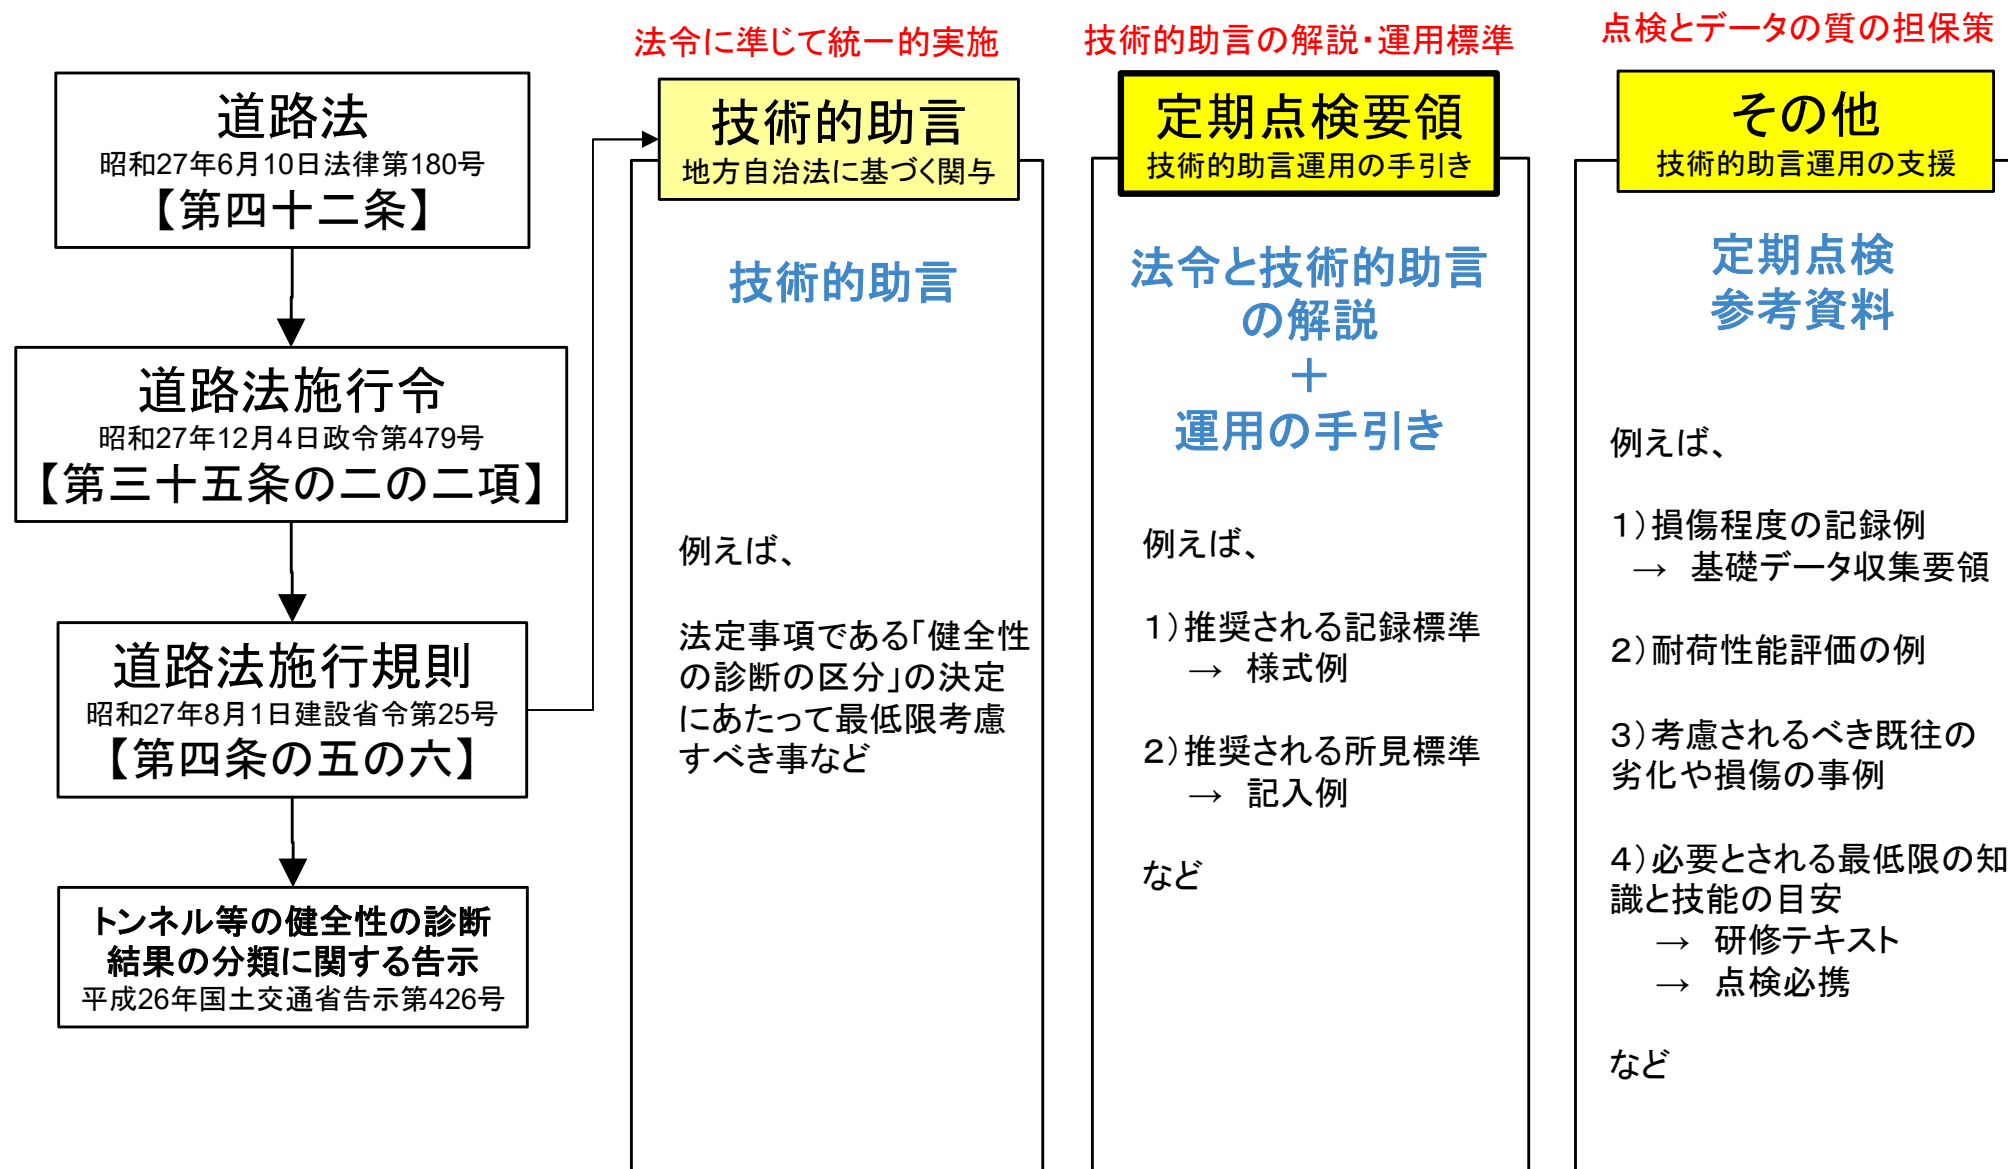 道路法
昭和27年6月10日法律第180号
【第四十二条】
道路法施行令
昭和27年12月4日政令第479号
【第三十五条の二の二項】
道路法施行規則
昭和27年8月1日建設省令第25号
【第四条の五の六】
トンネル等の健全性の診断
結果の分類に関する告示
平成26年国土交通省告示第426号
法令に準じて統一的実施
技術的助言
地方自治法に基づく関与
技術的助言
例えば、
法定事項である「健全性
の診断の区分」の決定
にあたって最低限考慮
すべき事など
技術的助言の解説・運用標準
定期点検要領
技術的助言運用の手引き
法令と技術的助言
の解説
＋
運用の手引き
例えば、
１）推奨される記録標準
→　様式例
２）推奨される所見標準
→　記入例
など
点検とデータの質の担保策
その他
技術的助言運用の支援
定期点検
参考資料
例えば、
１）損傷程度の記録例
→　基礎データ収集要領
２）耐荷性能評価の例
３）考慮されるべき既往の
劣化や損傷の事例
４）必要とされる最低限の知
識と技能の目安
→　研修テキスト
→　点検必携
など